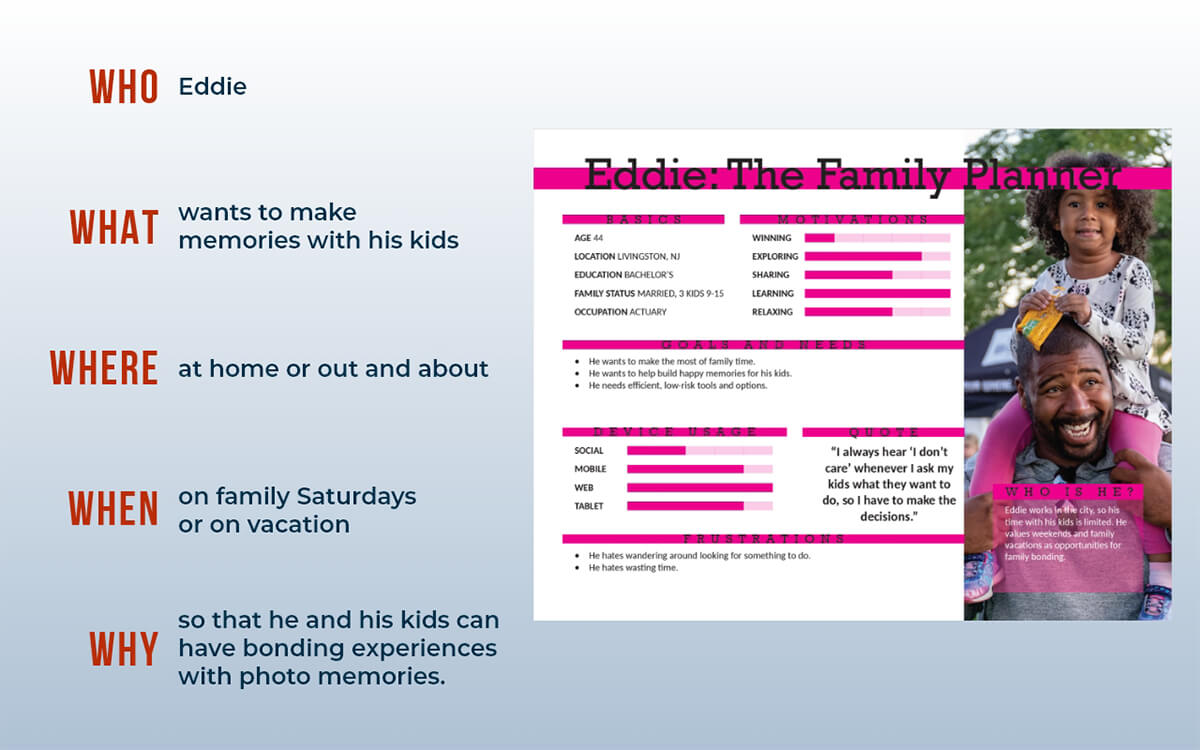 WHO Eddie
WHAT wants to make
memories with his kids
WHERE at home or out and about
WHEN on family Saturdays
or on vacation
WHY so that he and his kids can
have bonding experiences
with photo memories.
Eddie: The Family Planner
BASICS
AGE 44
LOCATION LIVINGSTON, NJ
EDUCATION BACHELOR'S
FAMILY STATUS MARRIED, 3 KIDS 9-15
OCCUPATION ACTUARY
MOTIVATIONS
WINNING
EXPLORING
SHARING
LEARNING
RELAXING
GOALS AND NEEDS
• He wants to make the most of family time.
• He wants to help build happy memories for his kids.
• He needs efficient, low-risk tools and options.
DEVICE USAGE
SOCIAL
MOBILE
WEB
TABLET
QUOTE
“I always hear ‘I don’t
care’ whenever I ask my
kids what they want to
do, so I have to make the
decisions.”
FRUSTRATIONS
• He hates wandering around looking for something to do.
• He hates wasting time.
WHO IS HE?
Eddie works in the city, so his
time with his kids is limited. He
values weekends and family
vacations as opportunities for
family bonding.